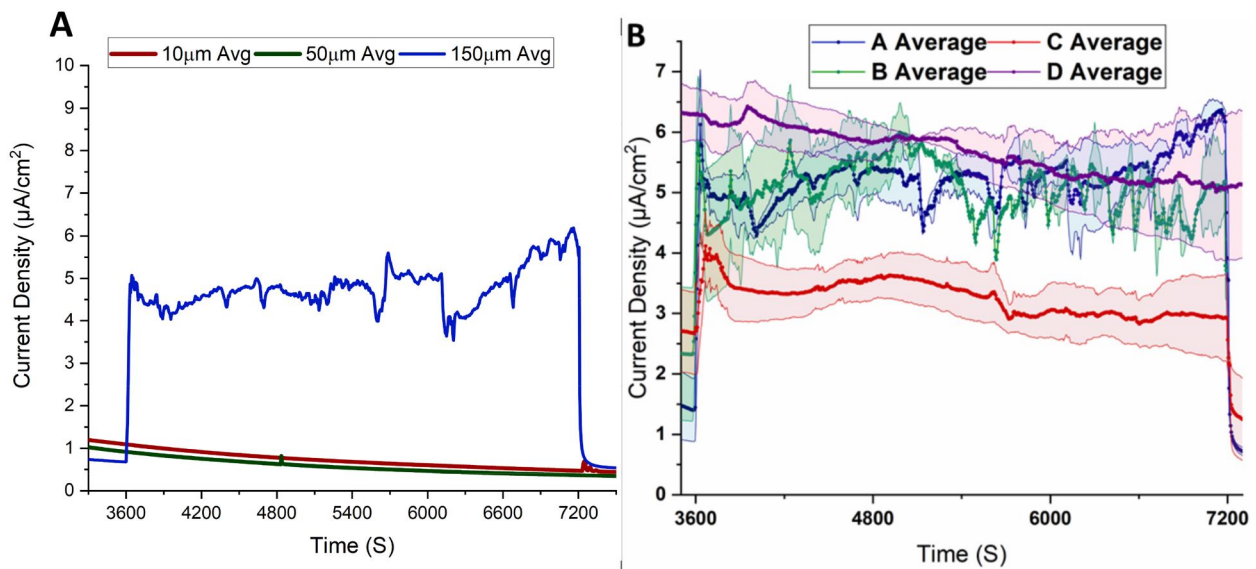 A
10μm Avg 50μm Avg 150μm Avg
10
9
8
7
6
5
4
3
2
1
0
Current Density (μA/cm²)
3600 4200 4800 5400 6000 6600 7200
Time (S)
B
A Average C Average
B Average D Average
7
6
5
4
3
2
1
0
Current Density (μA/cm²)
3600 4800 6000 7200
Time (S)